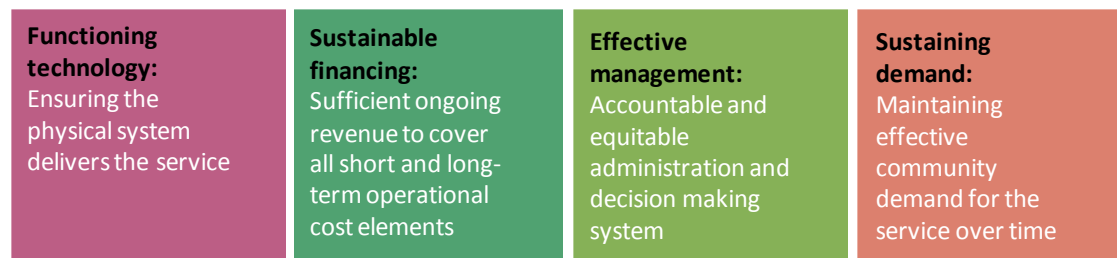 Functioning
technology:
Ensuring the
physical system
delivers the service
Sustainable
financing:
Sufficient ongoing
revenue to cover
all short and long-
term operational
cost elements
Effective
management:
Accountable and
equitable
administration and
decision making
system
Sustaining
demand:
Maintaining
effective
community
demand for the
service over time